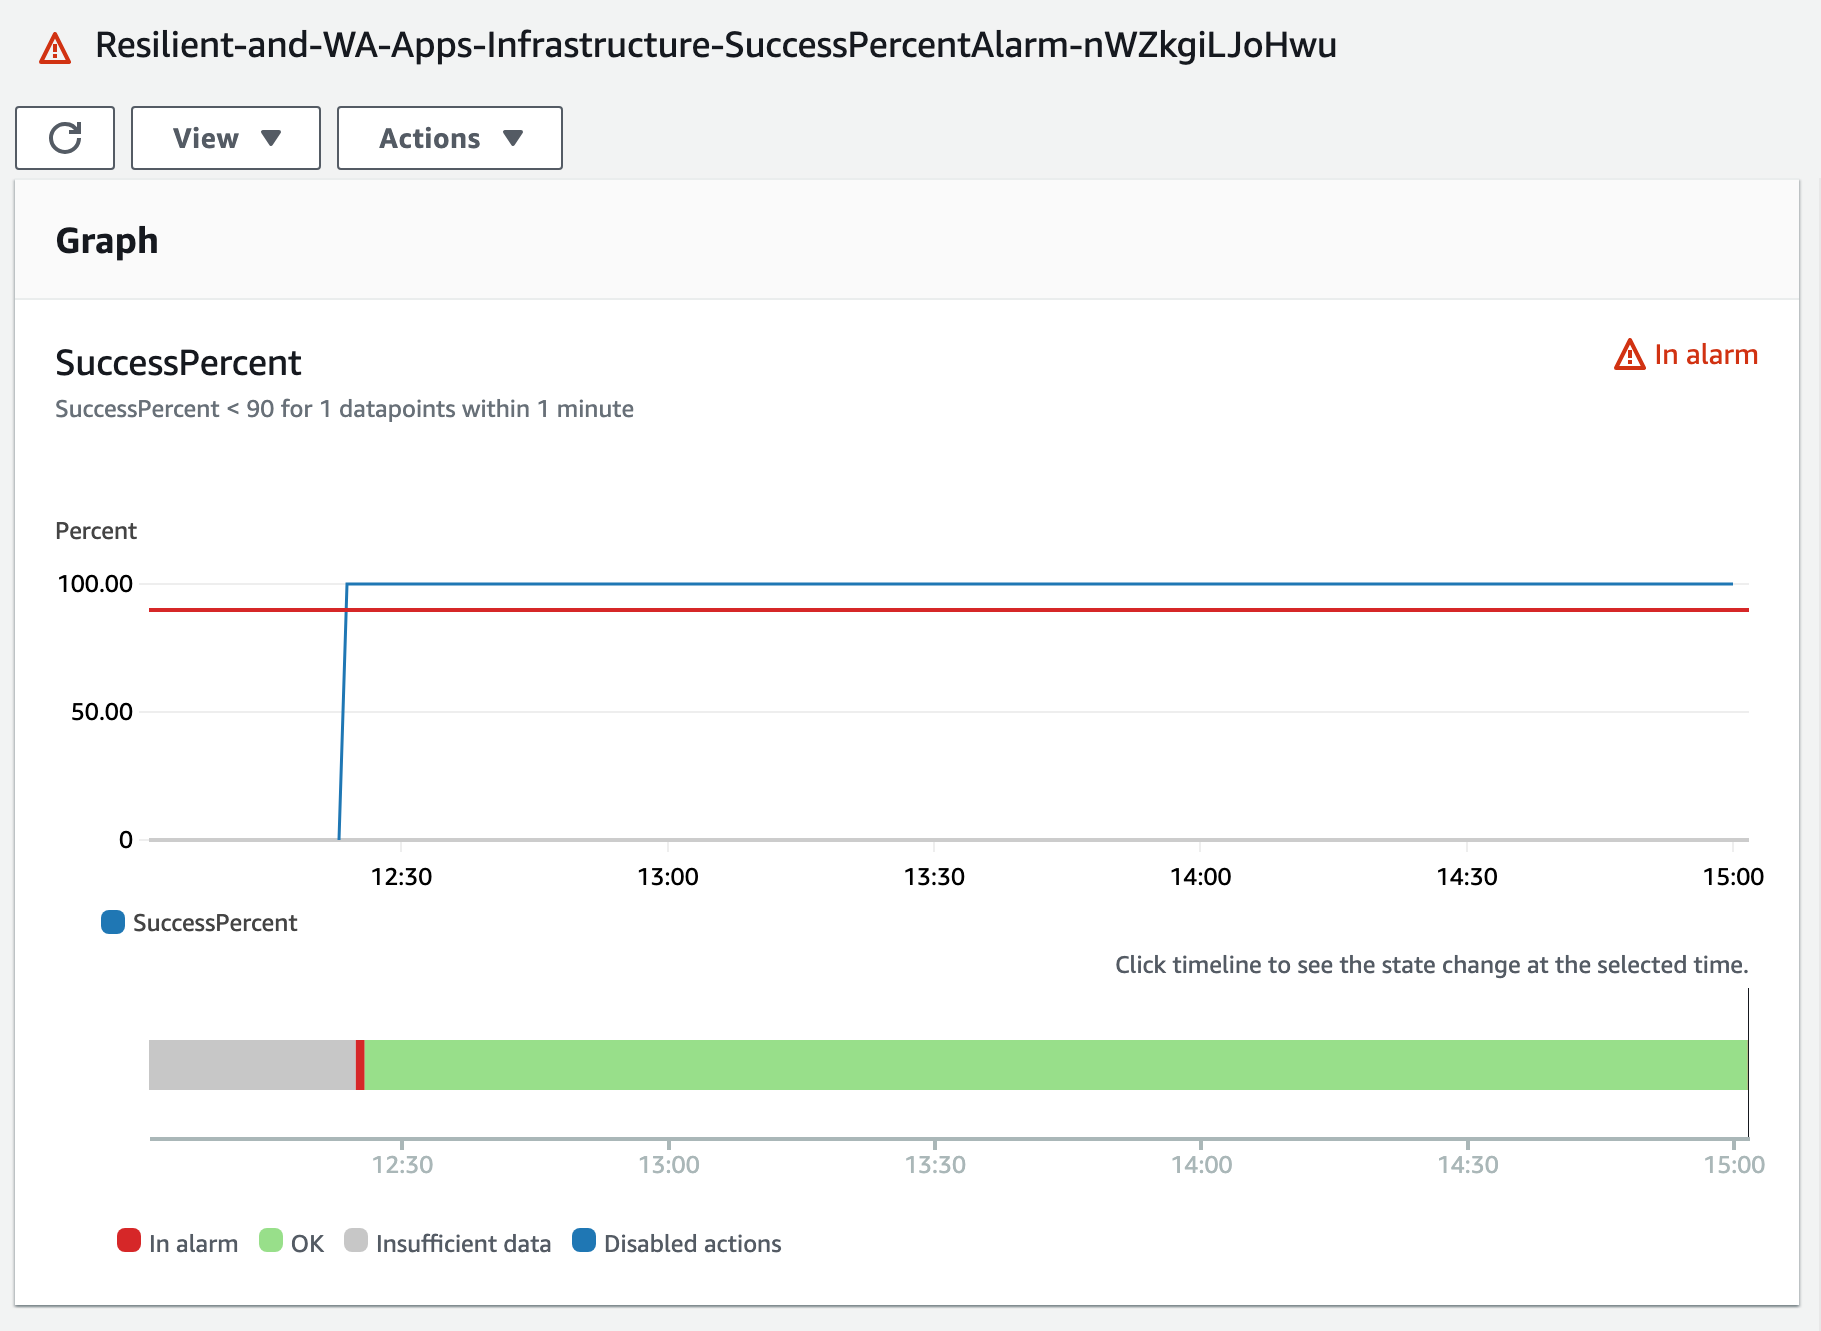 Resilient-and-WA-Apps-Infrastructure-SuccessPercentAlarm-nWZkgiLJoHwu
View Actions
Graph
SuccessPercent
In alarm
SuccessPercent < 90 for 1 datapoints within 1 minute
Percent
100.00
50.00
0
12:30 13:00 13:30 14:00 14:30 15:00
SuccessPercent
Click timeline to see the state change at the selected time.
12:30 13:00 13:30 14:00 14:30 15:00
In alarm OK Insufficient data Disabled actions